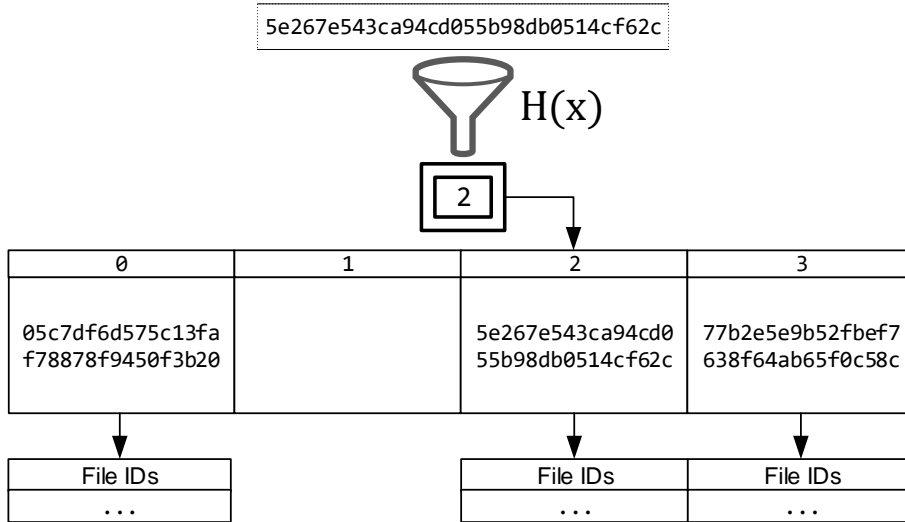 5e267e543ca94cd055b98db0514cf62c
H(x)
2
0 1 2 3
05c7df6d575c13fa
f78878f9450f3b20
5e267e543ca94cd0
55b98db0514cf62c
77b2e5e9b52fbef7
638f64ab65f0c58c
File IDs File IDs File IDs
... ... ...